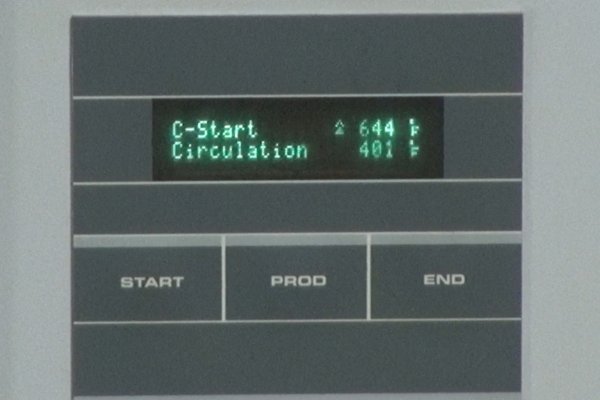 C-Start 644
Circulation 401
START PROD END